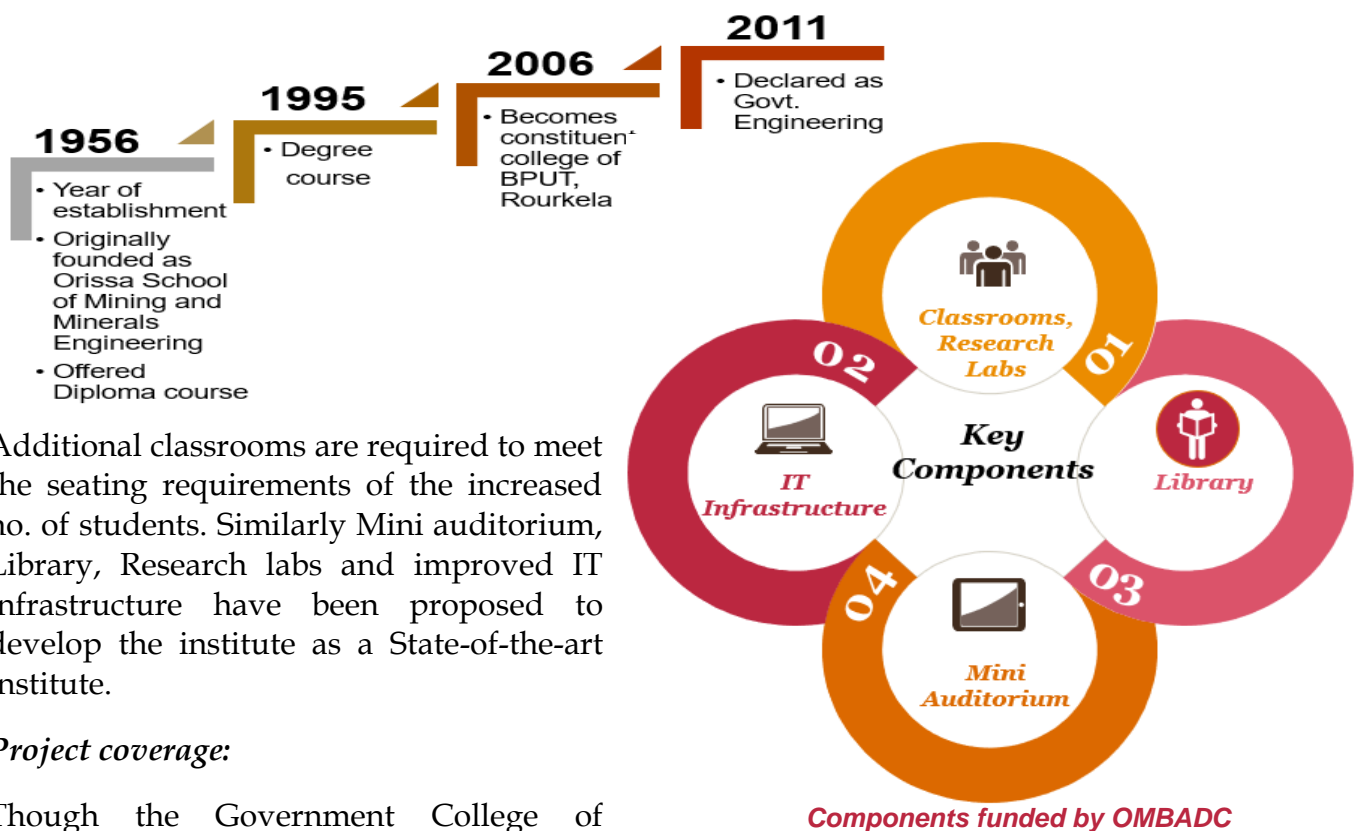 1956
• Year of
establishment
• Originally
founded as
Orissa School
of Mining and
Minerals
Engineering
• Offered
Diploma course
1995
• Degree
course
2006
• Becomes
constituent
college of
BPUT,
Rourkela
2011
• Declared as
Govt.
Engineering
Additional classrooms are required to meet
the seating requirements of the increased
no. of students. Similarly Mini auditorium,
Library, Research labs and improved IT
infrastructure have been proposed to
develop the institute as a State-of-the-art
institute.
Project coverage:
Though the Government College of
Key
Components
01
Classrooms,
Research
Labs
02
IT
Infrastructure
03
Library
04
Mini
Auditorium
Components funded by OMBADC